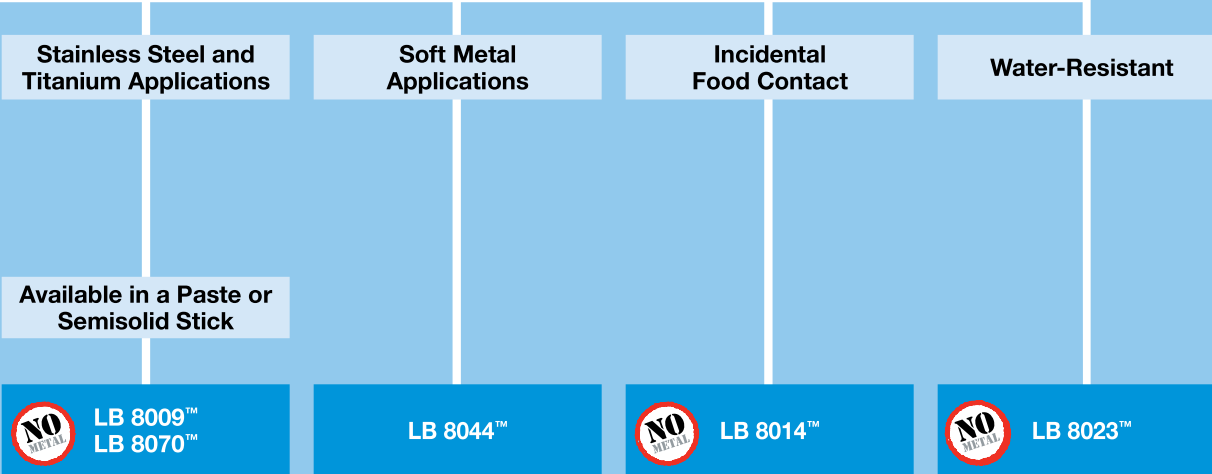 Stainless Steel and
Titanium Applications
Soft Metal
Applications
Incidental
Food Contact
Water-Resistant
Available in a Paste or
Semisolid Stick
NO
METAL
LB 8009™
LB 8070™
LB 8044™
NO
METAL
LB 8014™
NO
METAL
LB 8023™